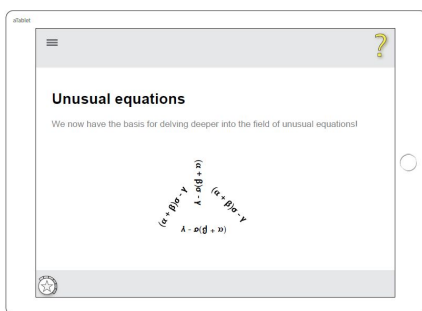 aTablet
?
Unusual equations
We now have the basis for delving deeper into the field of unusual equations!
(α + β)σ - γ
(α + β)σ - γ
(α + β)σ - γ
(α + β)σ - γ